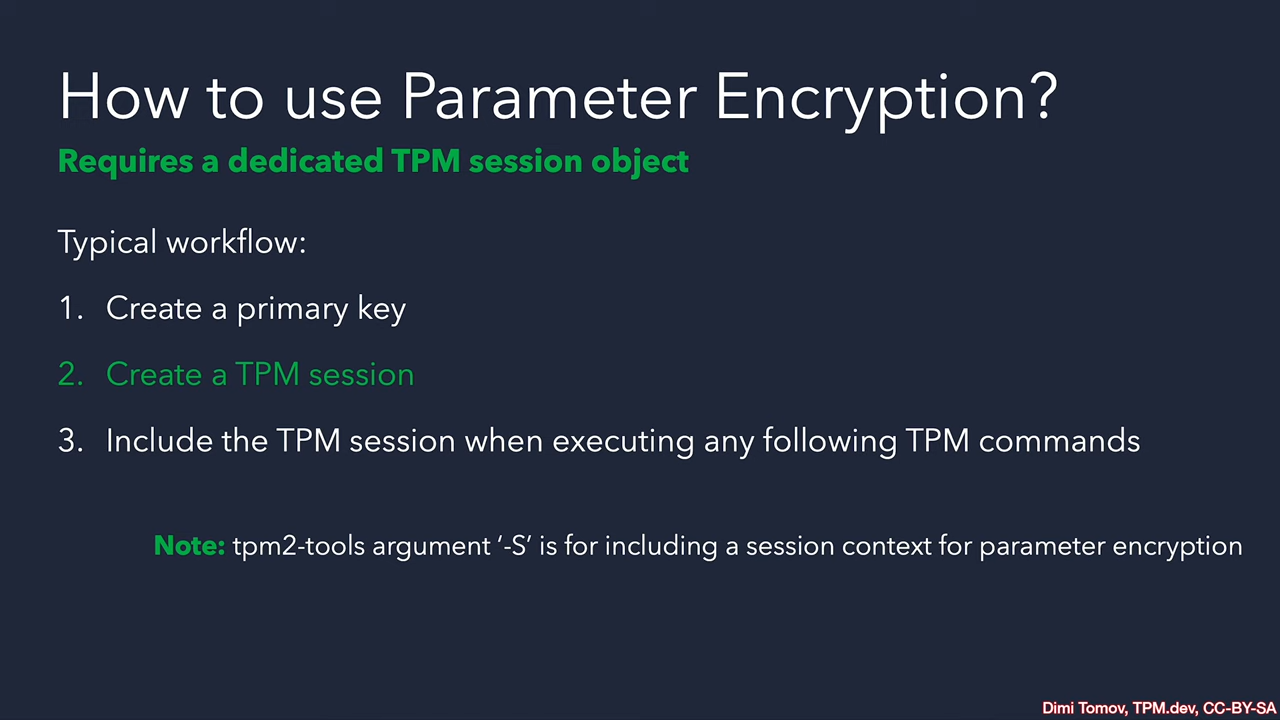 How to use Parameter Encryption?
Requires a dedicated TPM session object
Typical workflow:
1. Create a primary key
2. Create a TPM session
3. Include the TPM session when executing any following TPM commands
Note: tpm2-tools argument ‘-S’ is for including a session context for parameter encryption
Dimi Tomov, TPM.dev, CC-BY-SA